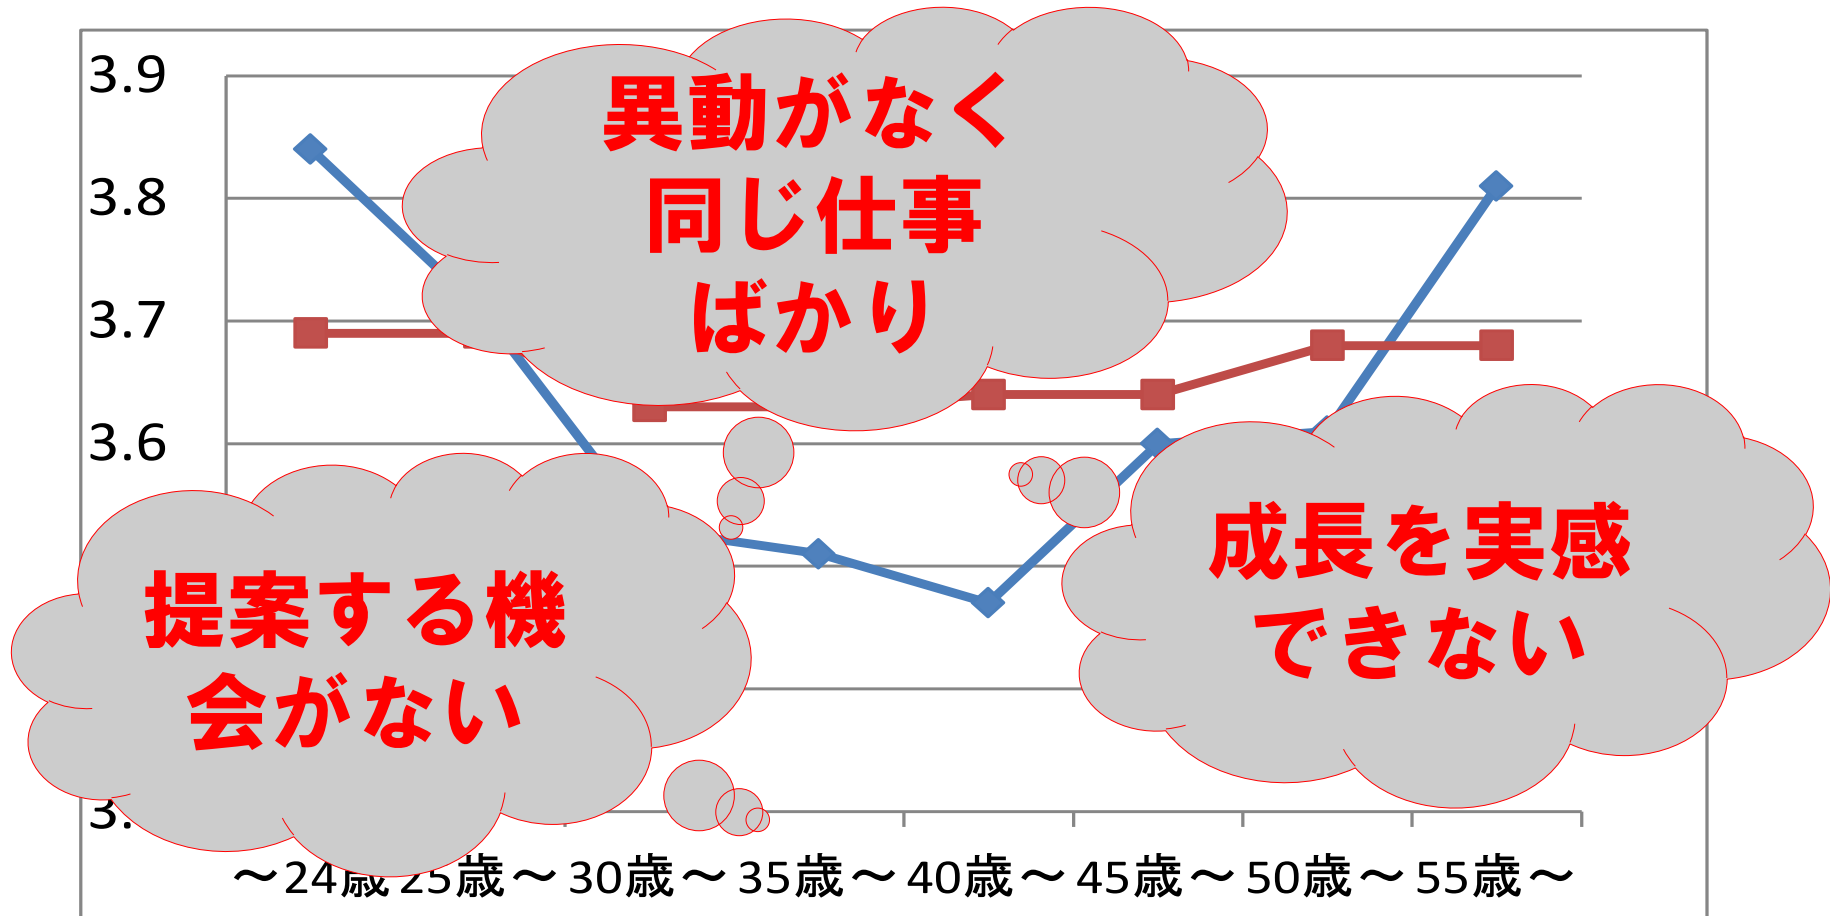 3.9
3.8
3.7
3.6
3.
異動がなく
同じ仕事
ばかり
提案する機
会がない
成長を実感
できない
～24歳 25歳～ 30歳～ 35歳～ 40歳～ 45歳～ 50歳～ 55歳～